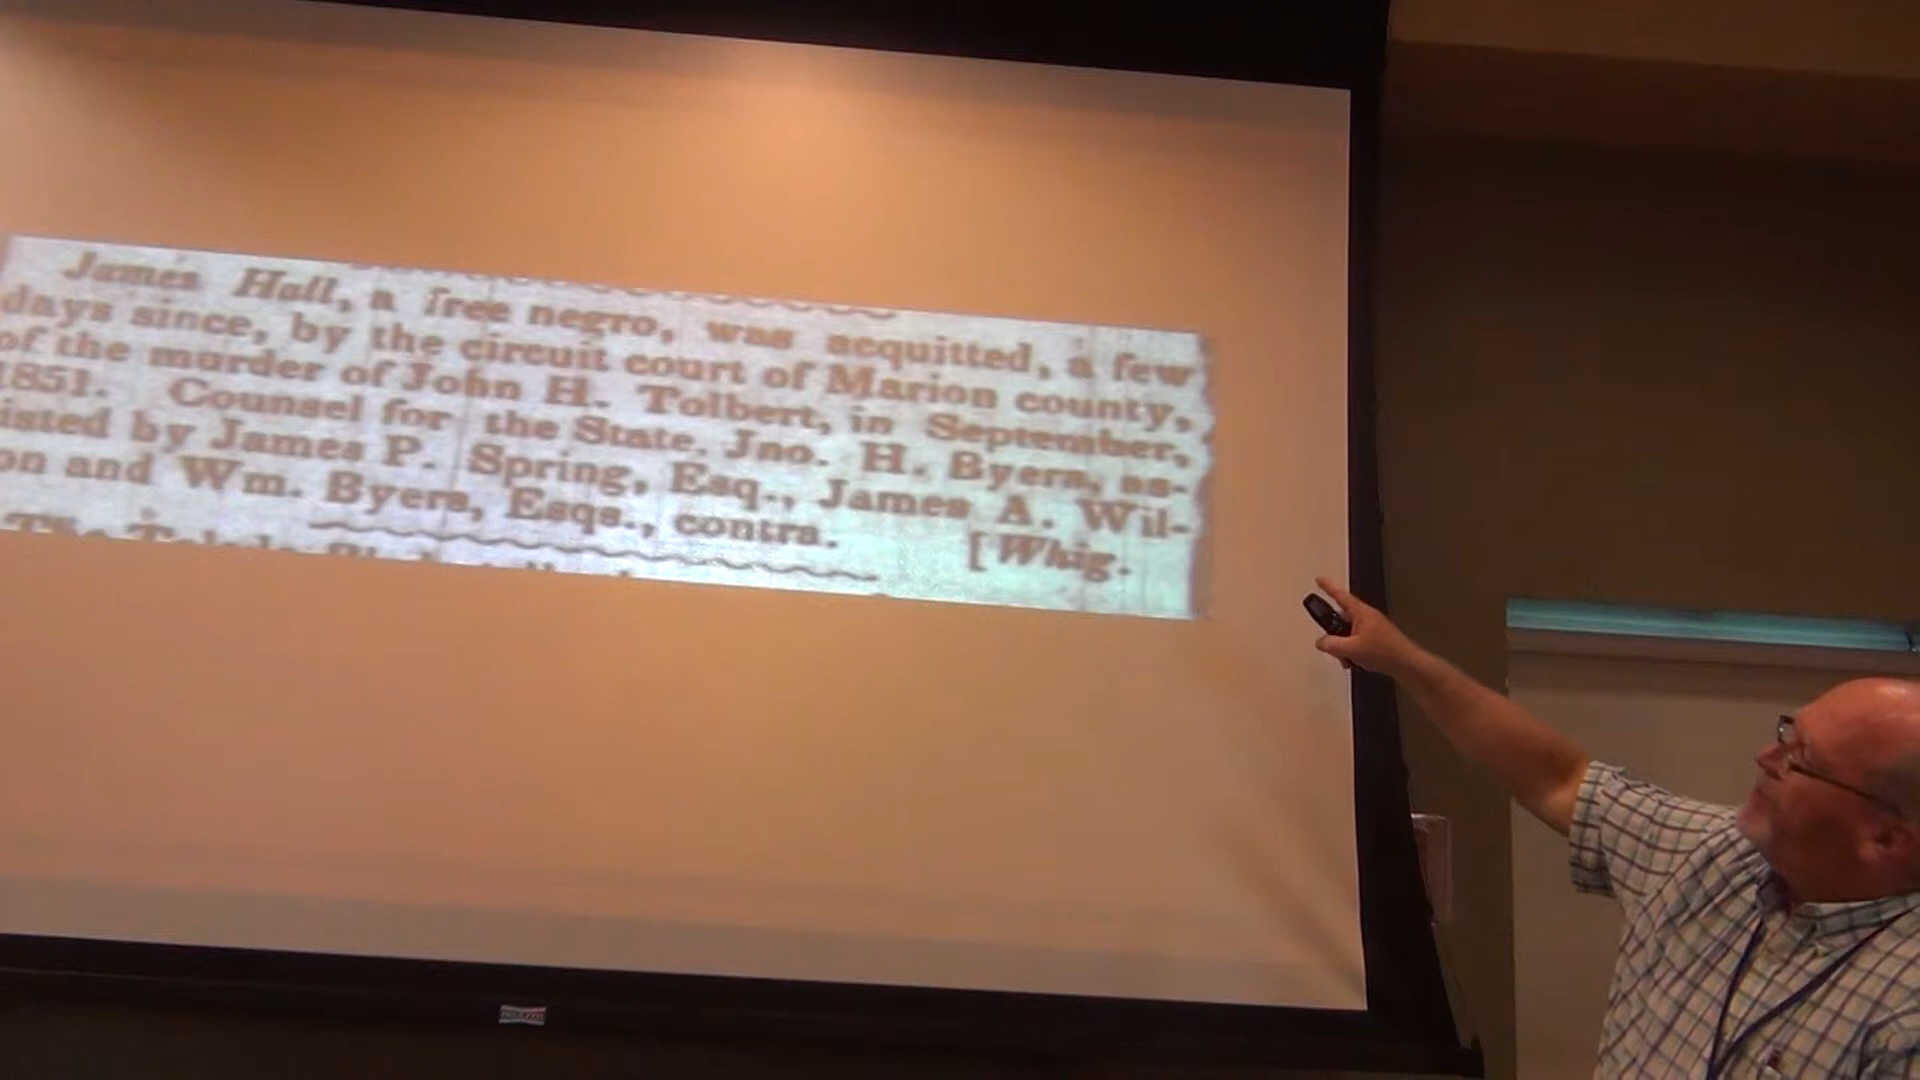 James Hall, a free negro, was acquitted, a few
days since, by the circuit court of Marion county,
of the murder of John H. Tolbert, in September,
1851. Counsel for the State, Jno. H. Byers, as-
isted by James P. Spring, Esq., James A. Wil-
on and Wm. Byers, Esqs., contra. [Whig.